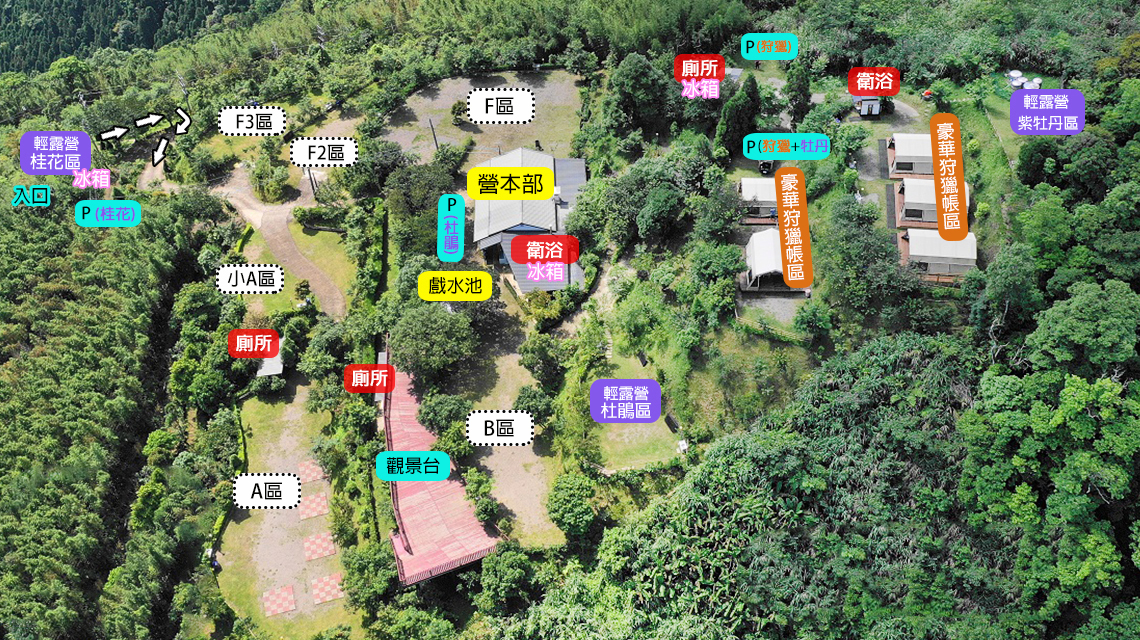 P(狩獵)
廁所
冰箱
衛浴
輕露營
紫牡丹區
F區
F3區
F2區
輕露營
桂花區
冰箱
入口
P(桂花)
P(狩獵+牡丹
豪華狩獵帳區
豪華狩獵帳區
營本部
P(杜鵑)
衛浴
冰箱
小A區
戲水池
廁所
廁所
輕露營
杜鵑區
B區
觀景台
A區